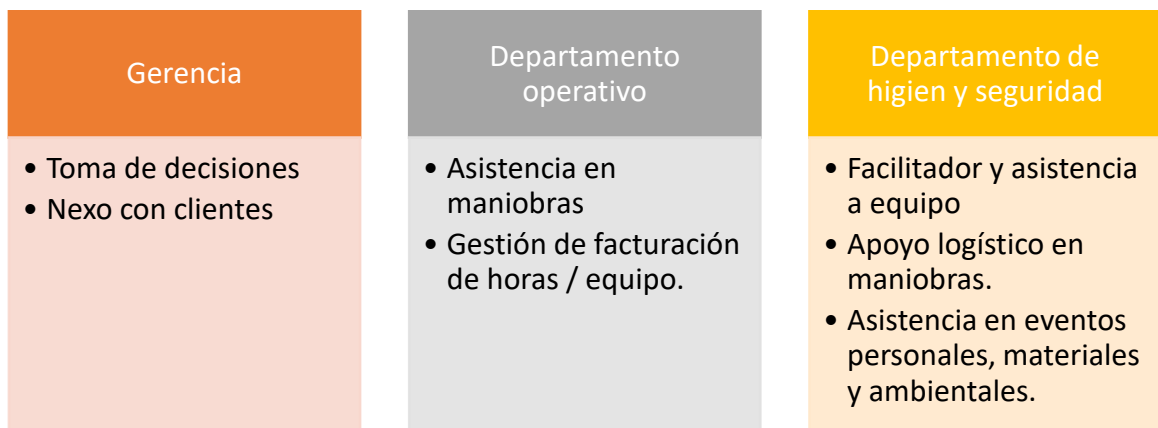 Gerencia
• Toma de decisiones
• Nexo con clientes
Departamento
operativo
• Asistencia en
maniobras
• Gestión de facturación
de horas / equipo.
Departamento de
higien y seguridad
• Facilitador y asistencia
a equipo
• Apoyo logístico en
maniobras.
• Asistencia en eventos
personales, materiales
y ambientales.